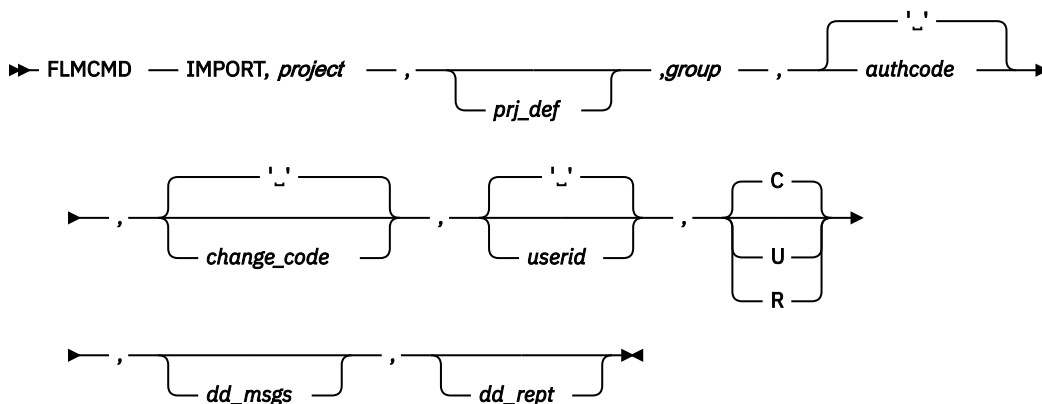 '␣'
FLMCMD IMPORT, project , ,group , authcode
prj_def
'␣' '␣' C
, , ,
change_code userid U
R
, ,
dd_msgs dd_rept